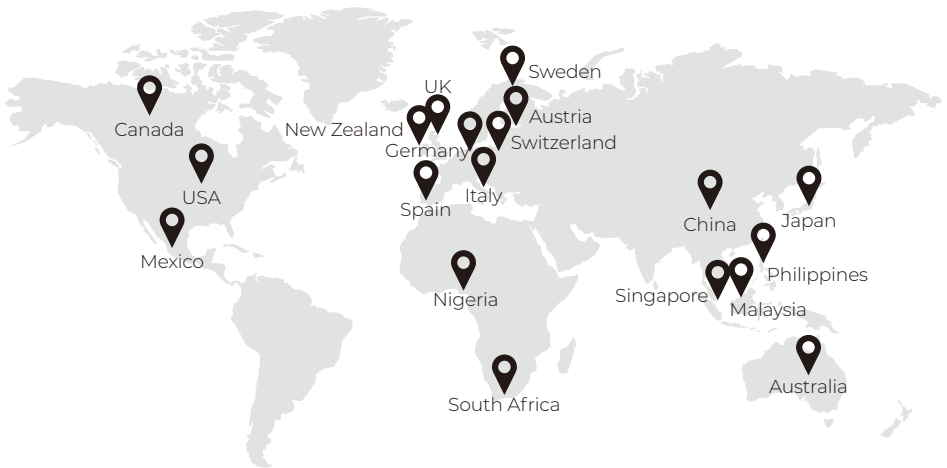 Sweden
UK
Austria
Canada
New Zealand
Switzerland
Germany
USA
Italy
Spain
China
Japan
Mexico
Philippines
Singapore
Nigeria
Malaysia
Australia
South Africa